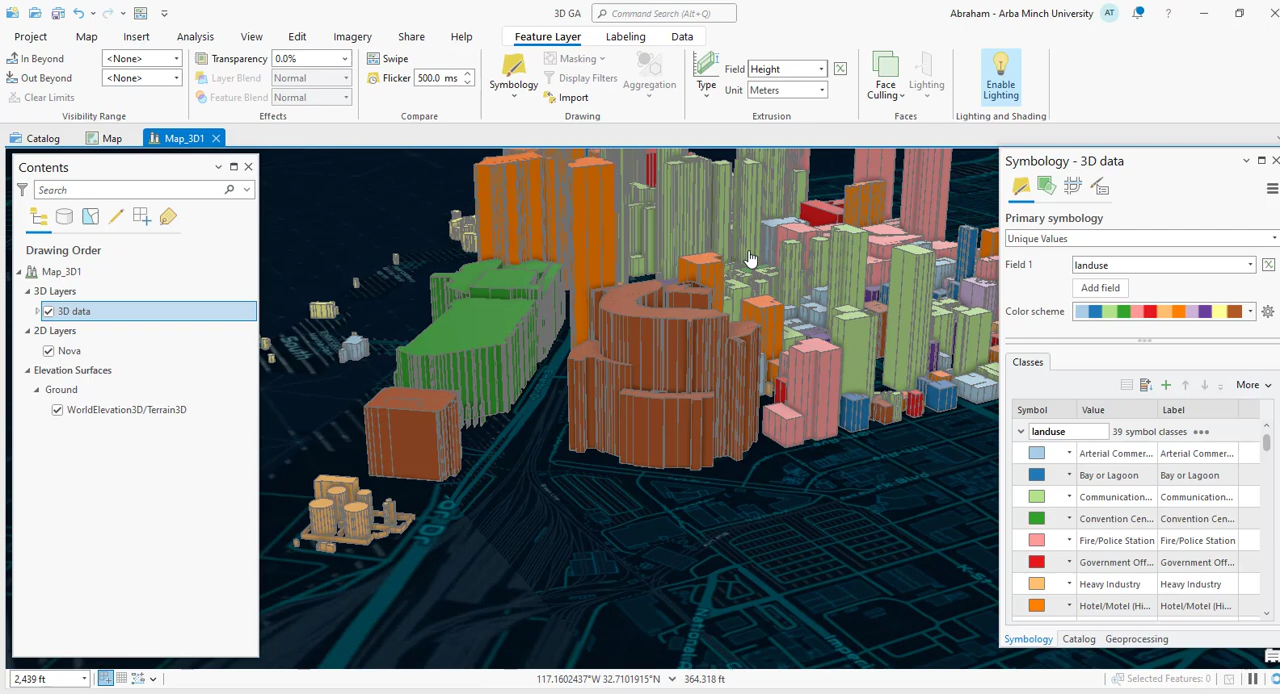 3D GA
Command Search (Alt+Q)
Abraham - Arba Minch University
AT
?
Project
Map
Insert
Analysis
View
Edit
Imagery
Share
Help
Feature Layer
Labeling
Data
In Beyond
<None>
Out Beyond
<None>
Clear Limits
Visibility Range
Transparency
0.0%
Layer Blend
Normal
Feature Blend
Normal
Effects
Swipe
Flicker
500.0 ms
Compare
Symbology
Masking
Display Filters
Import
Aggregation
Drawing
Type
Field
Height
Unit
Meters
Extrusion
Face
Culling
Lighting
Faces
Enable
Lighting
Lighting and Shading
Catalog
Map
Map_3D1
Contents
Search
Drawing Order
Map_3D1
3D Layers
3D data
2D Layers
Nova
Elevation Surfaces
Ground
WorldElevation3D/Terrain3D
South
or Dr
Imperi
National
K-St
Symbology - 3D data
Primary symbology
Unique Values
Field 1
landuse
Add field
Color scheme
Classes
More
Symbol
Value
Label
landuse
39 symbol classes
Arterial Commer...
Arterial Commer...
Bay or Lagoon
Bay or Lagoon
Communication...
Communication...
Convention Cen...
Convention Cen...
Fire/Police Station
Fire/Police Station
Government Off...
Government Off...
Heavy Industry
Heavy Industry
Hotel/Motel (Hi...
Hotel/Motel (Hi...
Symbology
Catalog
Geoprocessing
2,439 ft
117.1602437°W 32.7101915°N
364.318 ft
Selected Features: 0